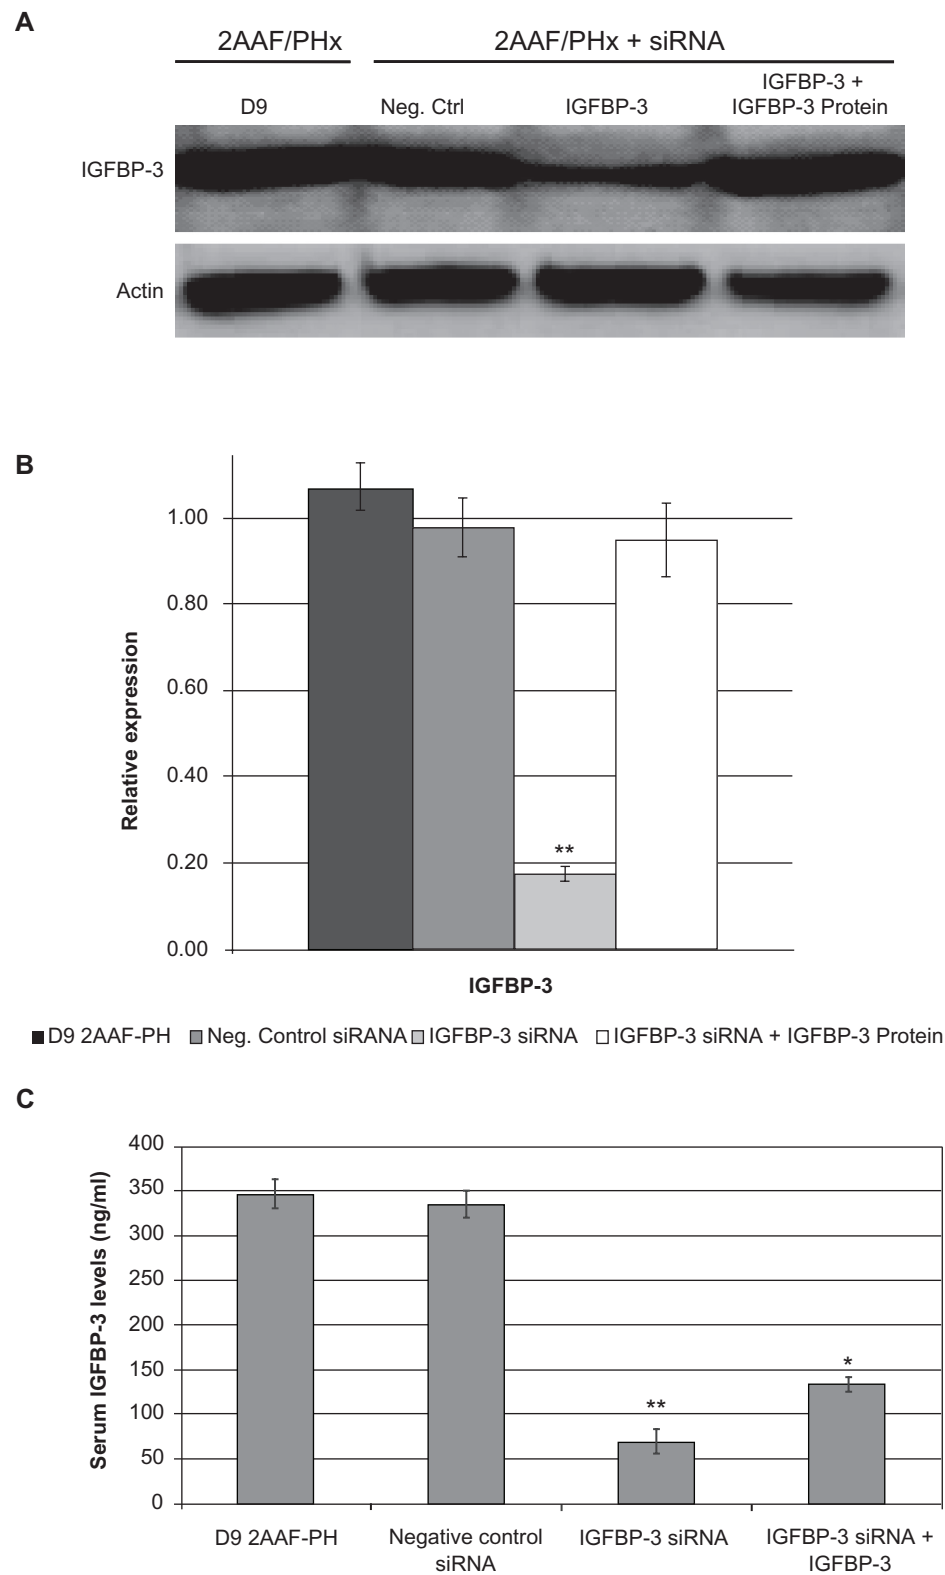 A
2AAF/PHx
2AAF/PHx + siRNA
D9
Neg. Ctrl
IGFBP-3
IGFBP-3 +
IGFBP-3 Protein
IGFBP-3
Actin
B
Relative expression
1.00
0.80
0.60
0.40
0.20
0.00
**
IGFBP-3
D9 2AAF-PH
Neg. Control siRANA
IGFBP-3 siRNA
IGFBP-3 siRNA + IGFBP-3 Protein
C
Serum IGFBP-3 levels (ng/ml)
400
350
300
250
200
150
100
50
0
**
*
D9 2AAF-PH
Negative control
siRNA
IGFBP-3 siRNA
IGFBP-3 siRNA +
IGFBP-3